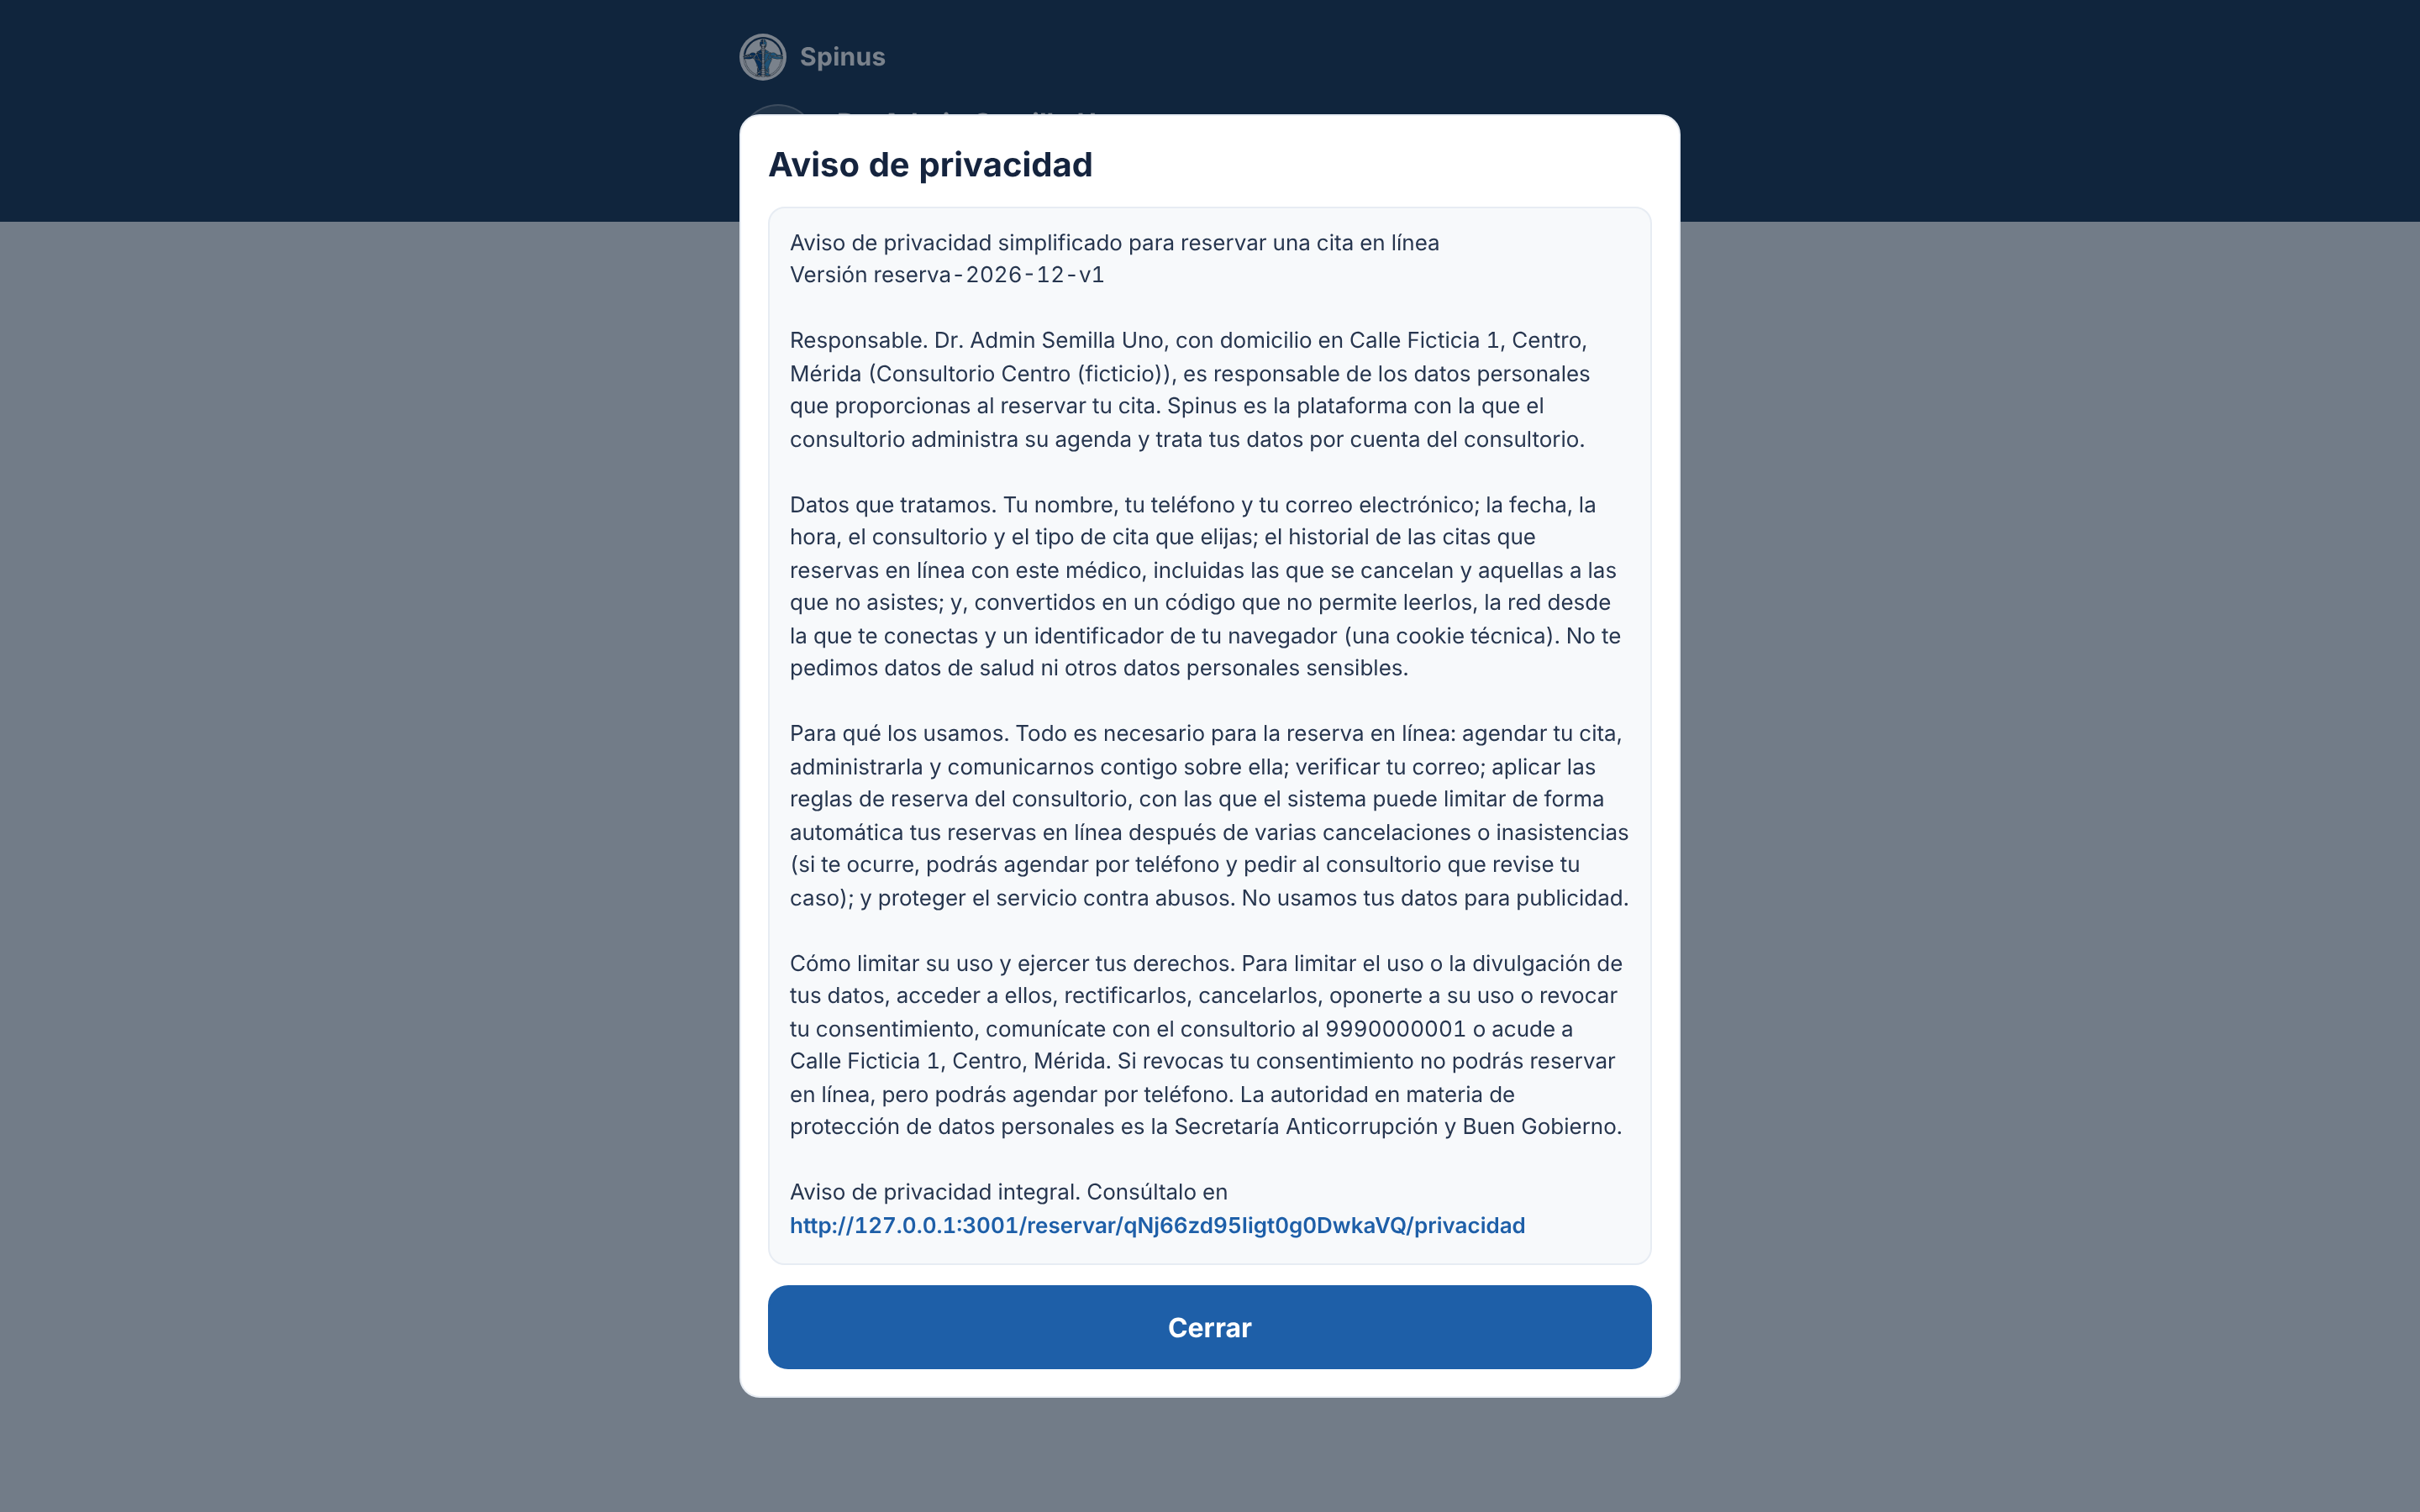 Spinus
Aviso de privacidad
Aviso de privacidad simplificado para reservar una cita en línea
Versión reserva-2026-12-v1
Responsable. Dr. Admin Semilla Uno, con domicilio en Calle Ficticia 1, Centro,
Mérida (Consultorio Centro (ficticio)), es responsable de los datos personales
que proporcionas al reservar tu cita. Spinus es la plataforma con la que el
consultorio administra su agenda y trata tus datos por cuenta del consultorio.
Datos que tratamos. Tu nombre, tu teléfono y tu correo electrónico; la fecha, la
hora, el consultorio y el tipo de cita que elijas; el historial de las citas que
reservas en línea con este médico, incluidas las que se cancelan y aquellas a las
que no asistes; y, convertidos en un código que no permite leerlos, la red desde
la que te conectas y un identificador de tu navegador (una cookie técnica). No te
pedimos datos de salud ni otros datos personales sensibles.
Para qué los usamos. Todo es necesario para la reserva en línea: agendar tu cita,
administrarla y comunicarnos contigo sobre ella; verificar tu correo; aplicar las
reglas de reserva del consultorio, con las que el sistema puede limitar de forma
automática tus reservas en línea después de varias cancelaciones o inasistencias
(si te ocurre, podrás agendar por teléfono y pedir al consultorio que revise tu
caso); y proteger el servicio contra abusos. No usamos tus datos para publicidad.
Cómo limitar su uso y ejercer tus derechos. Para limitar el uso o la divulgación de
tus datos, acceder a ellos, rectificarlos, cancelarlos, oponerte a su uso o revocar
tu consentimiento, comunícate con el consultorio al 9990000001 o acude a
Calle Ficticia 1, Centro, Mérida. Si revocas tu consentimiento no podrás reservar
en línea, pero podrás agendar por teléfono. La autoridad en materia de
protección de datos personales es la Secretaría Anticorrupción y Buen Gobierno.
Aviso de privacidad integral. Consúltalo en
http://127.0.0.1:3001/reservar/qNj66zd95Iigt0g0DwkaVQ/privacidad
Cerrar